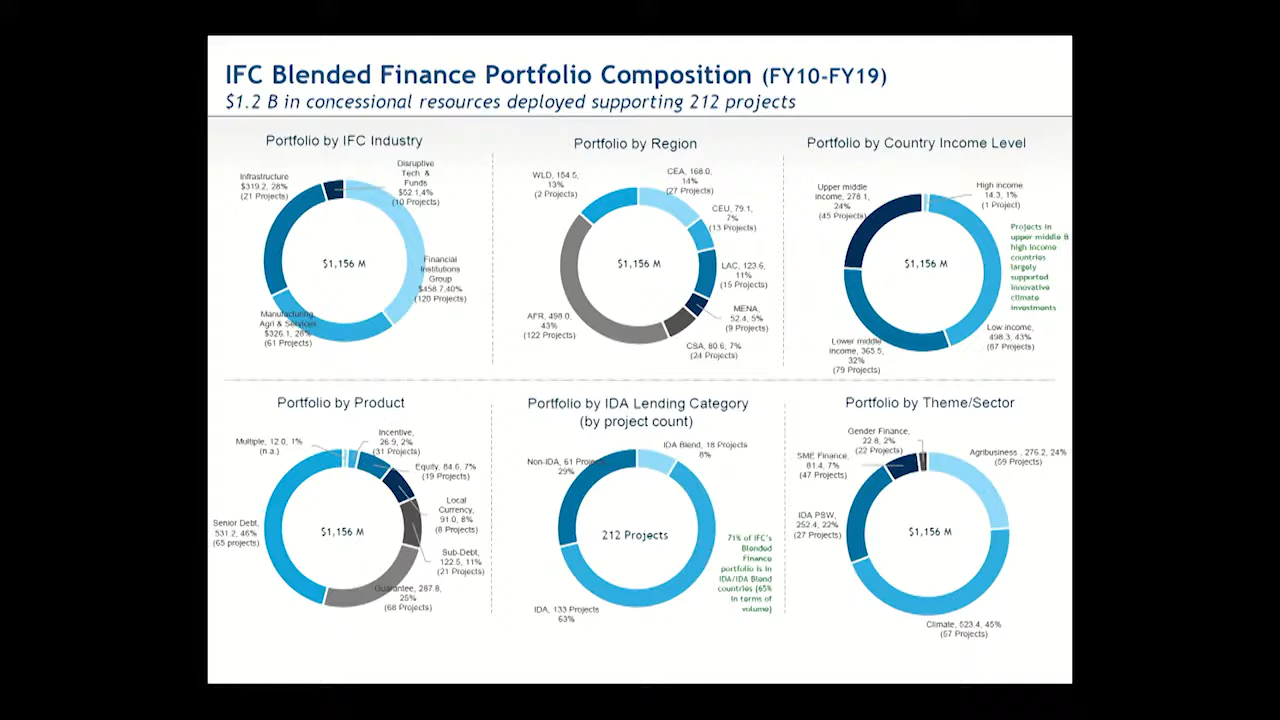 IFC Blended Finance Portfolio Composition (FY10-FY19)
$1.2 B in concessional resources deployed supporting 212 projects
Portfolio by IFC Industry
Infrastructure
$319.2, 28%
(21 Projects)
Disruptive
Tech. &
Funds
$52.1,4%
(10 Projects)
$1,156 M
Financial
Institutions
Group
$458.7,40%
(120 Projects)
Manufacturing,
Agri & Services
$326.1, 28%
(61 Projects)
Portfolio by Region
WLD, 154.5,
13%
(2 Projects)
CEA, 168.0,
14%
(27 Projects)
CEU, 79.1,
7%
(13 Projects)
$1,156 M
LAC, 123.6,
11%
(15 Projects)
MENA,
52.4, 5%
(9 Projects)
AFR, 498.0,
43%
(122 Projects)
CSA, 80.6, 7%
(24 Projects)
Portfolio by Country Income Level
Upper middle
income, 278.1,
24%
(45 Projects)
High income
14.3, 1%
(1 Project)
Projects in
upper middle &
high income
countries
largely
supported
innovative
climate
investments
$1,156 M
Low income,
498.3, 43%
(87 Projects)
Lower middle
income, 365.5,
32%
(79 Projects)
Portfolio by Product
Multiple, 12.0, 1%
(n.a.)
Incentive,
26.9, 2%
(31 Projects)
Equity, 84.6, 7%
(19 Projects)
Local
Currency,
91.0, 8%
(8 Projects)
Senior Debt,
531.2, 46%
(65 projects)
$1,156 M
Sub-Debt,
122.5, 11%
(21 Projects)
Guarantee, 287.8,
25%
(68 Projects)
Portfolio by IDA Lending Category
(by project count)
IDA Blend, 18 Projects
8%
Non-IDA, 61 Projects
29%
212 Projects
71% of IFC's
Blended
Finance
portfolio is in
IDA/IDA Blend
countries (65%
in terms of
volume)
IDA, 133 Projects
63%
Portfolio by Theme/Sector
Gender Finance,
22.8, 2%
(22 Projects)
Agribusiness , 276.2, 24%
(59 Projects)
SME Finance,
81.4, 7%
(47 Projects)
IDA PSW,
252.4, 22%
(27 Projects)
$1,156 M
Climate, 523.4, 45%
(57 Projects)